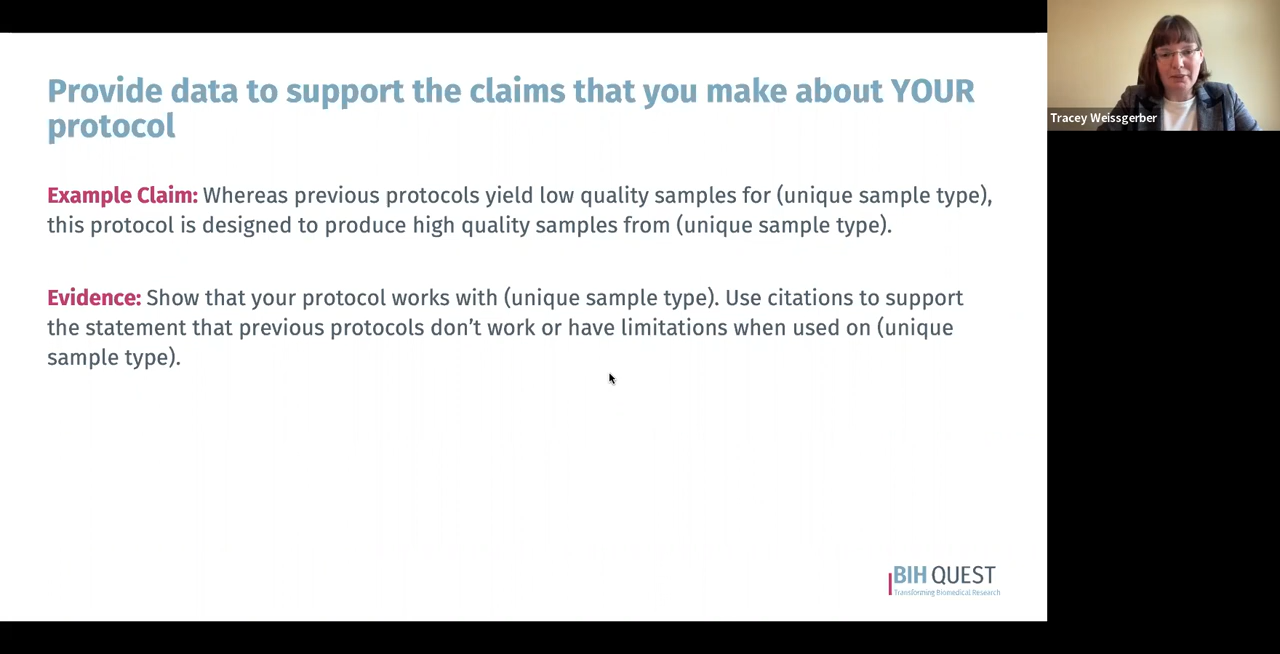 Provide data to support the claims that you make about YOUR
protocol
Example Claim: Whereas previous protocols yield low quality samples for (unique sample type),
this protocol is designed to produce high quality samples from (unique sample type).
Evidence: Show that your protocol works with (unique sample type). Use citations to support
the statement that previous protocols don’t work or have limitations when used on (unique
sample type).
BIH QUEST
Transforming Biomedical Research
Tracey Weissgerber